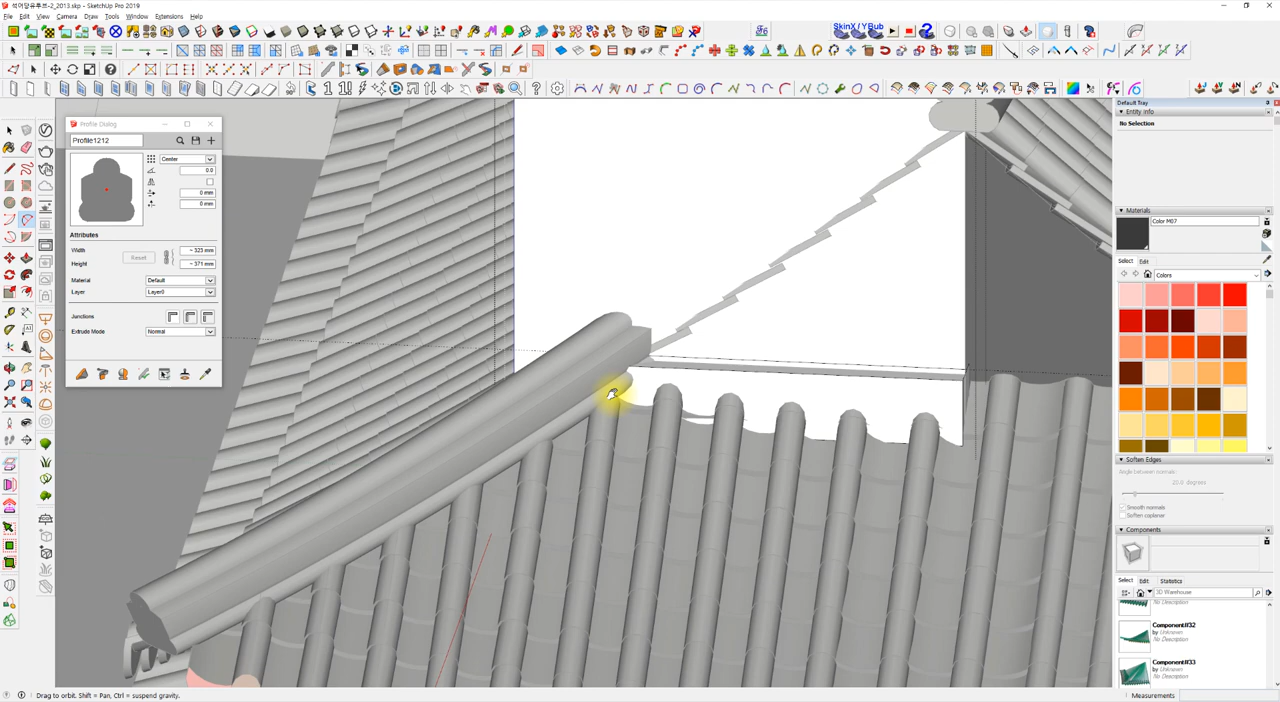 석어당유투브-2_2013.skp - SketchUp Pro 2019
File Edit View Camera Draw Tools Window Extensions Help
Profile Dialog
Profile1212
Center
0.0
0 mm
0 mm
Attributes
Width
Reset
~ 323 mm
Height
~ 371 mm
Material
Default
Layer
Layer0
Junctions
Extrude Mode
Normal
Default Tray
Entity Info
No Selection
Materials
Color M07
Select Edit
Colors
Soften Edges
Angle between normals:
20.0 degrees
Smooth normals
Soften coplanar
Components
Select Edit Statistics
3D Warehouse
No Description
Component#32
by Unknown
No Description
Component#33
by Unknown
No Description
Drag to orbit. Shift = Pan, Ctrl = suspend gravity.
Measurements